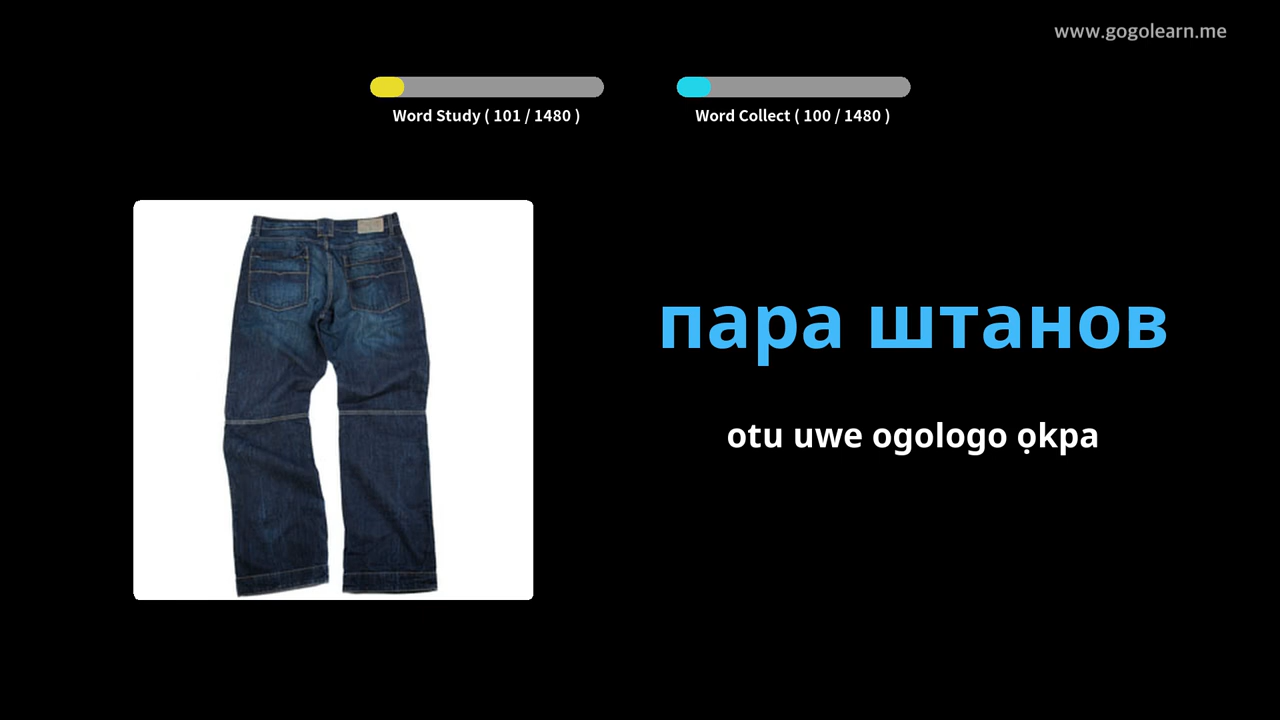 www.gogolearn.me
Word Study ( 101 / 1480 )
Word Collect ( 100 / 1480 )
пара штанов
otu uwe ogologo ọkpa